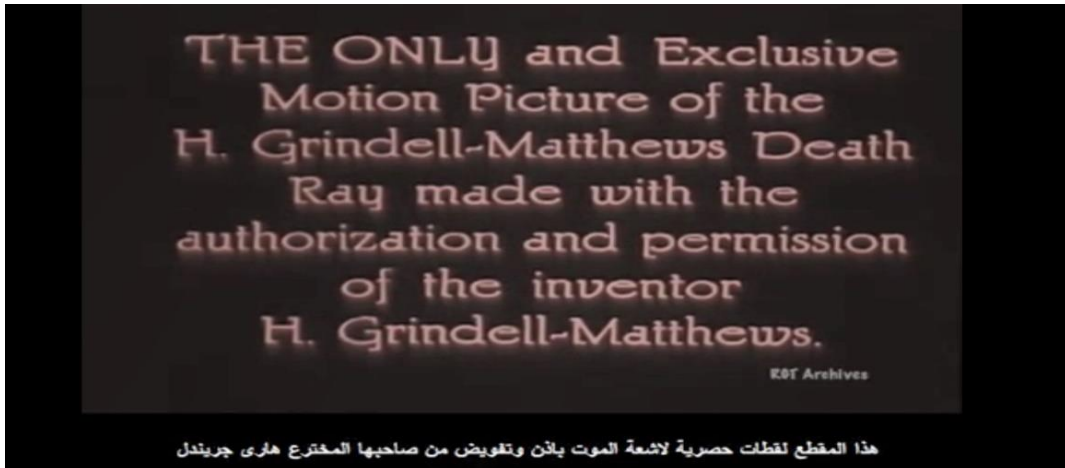 THE ONLY and Exclusive
Motion Picture of the
H. Grindell-Matthews Death
Ray made with the
authorization and permission
of the inventor
H. Grindell-Matthews.
RGT Archives
هذا المقطع لقطات حصرية لاشعة الموت باذن وتفويض من صاحبها المخترع هارى جريندل